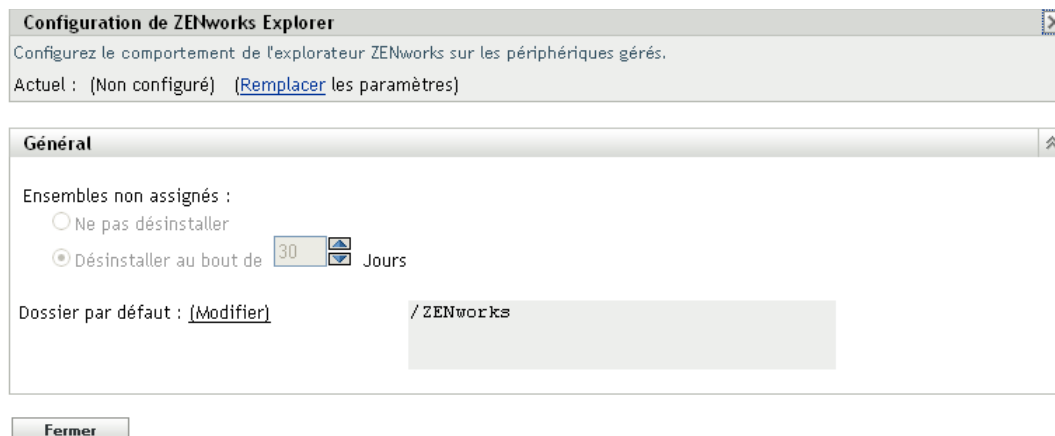 Configuration de ZENworks Explorer
Configurez le comportement de l'explorateur ZENworks sur les périphériques gérés.
Actuel : (Non configuré) (Remplacer les paramètres)
Général
Ensembles non assignés :
Ne pas désinstaller
Désinstaller au bout de 30 Jours
Dossier par défaut : (Modifier) /ZENworks
Fermer